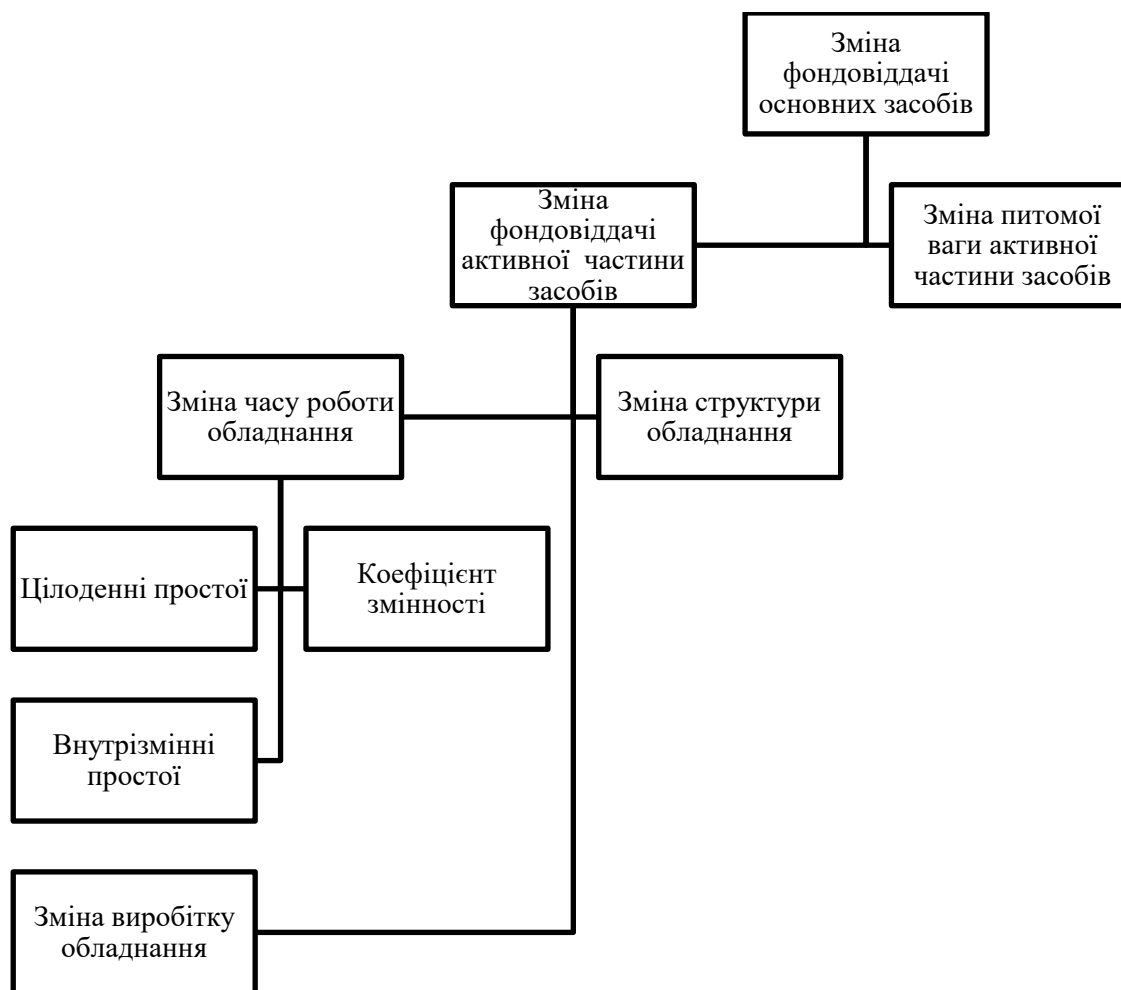 Зміна
фондовіддачі
основних засобів
Зміна
фондовіддачі
активної частини
засобів
Зміна питомої
ваги активної
частини засобів
Зміна часу роботи
обладнання
Зміна структури
обладнання
Цілоденні простої
Коефіцієнт
змінності
Внутрізмінні
простої
Зміна виробітку
обладнання